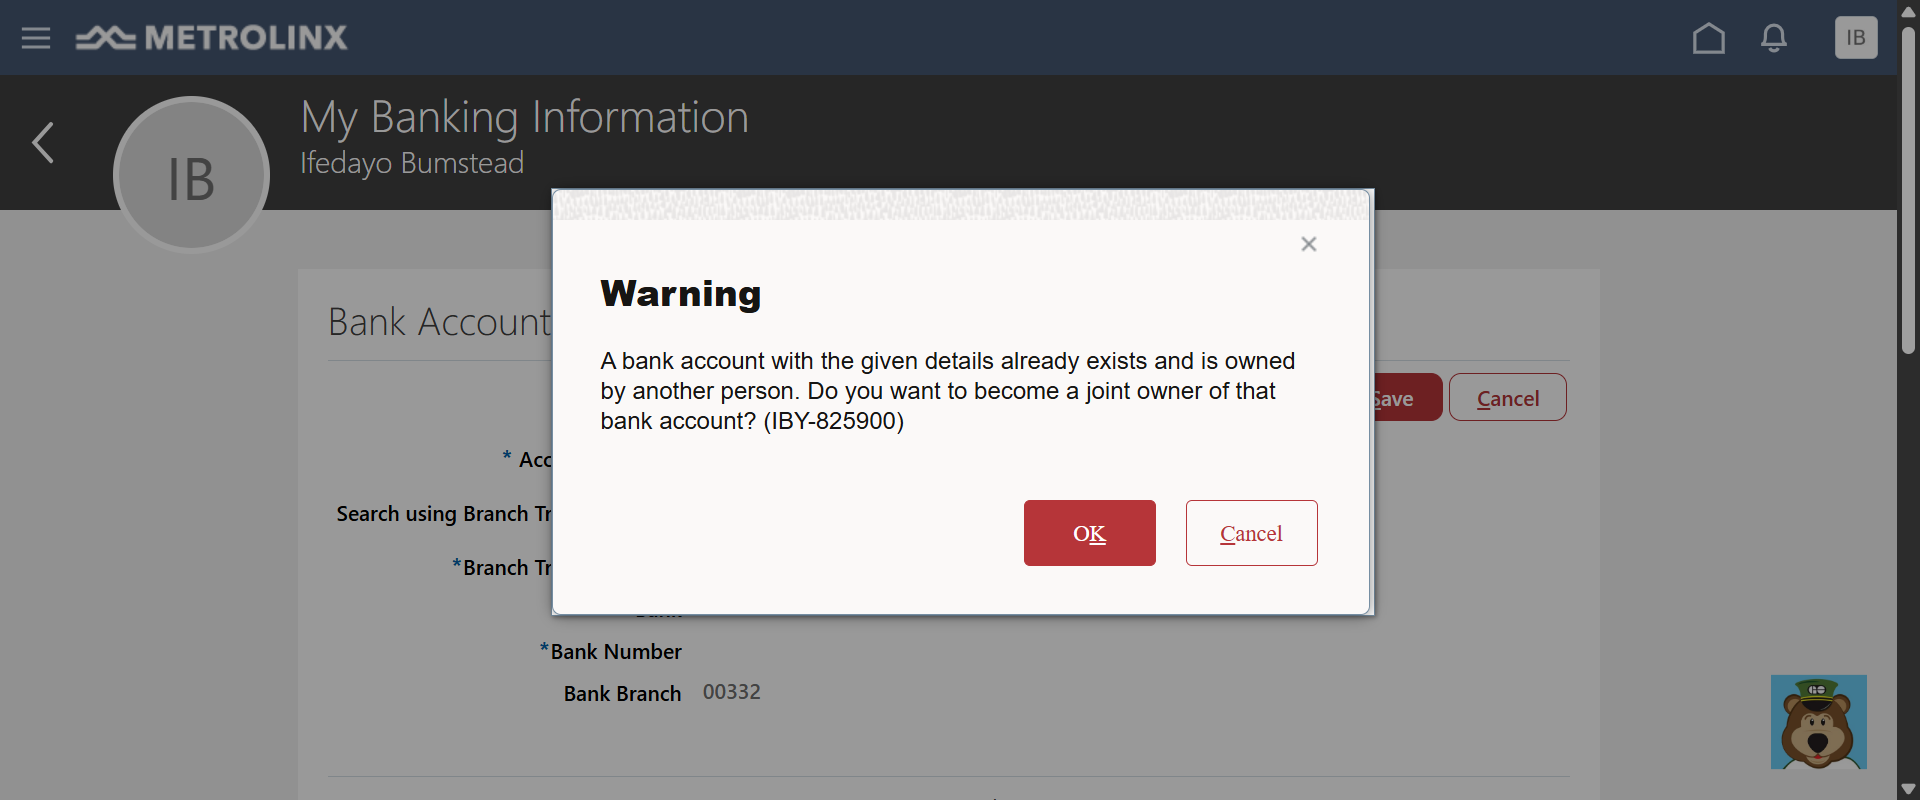 METROLINX
IB
IB
My Banking Information
Ifedayo Bumstead
Bank Account
Save
Cancel
* Acc
Search using Branch Tr
*Branch Tr
*Bank Number
Bank Branch 00332
Warning
A bank account with the given details already exists and is owned
by another person. Do you want to become a joint owner of that
bank account? (IBY-825900)
OK
Cancel
GO